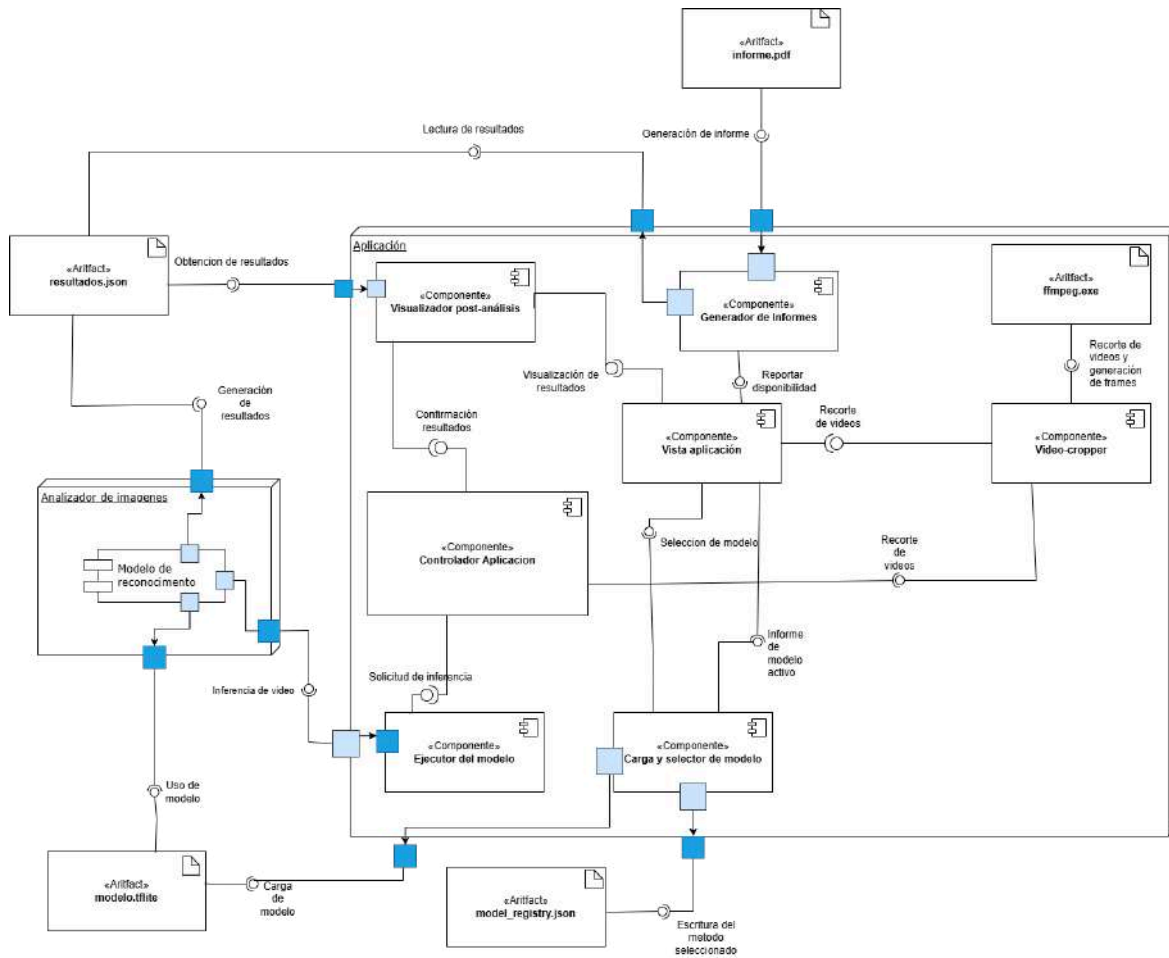 «Aritfact»
informe.pdf
Lectura de resultados
Generación de informe
Aplicación
«Aritfact»
resultados.json
Obtencion de resultados
«Componente»
Visualizador post-análisis
«Componente»
Generador de Informes
«Aritfact»
ffmpeg.exe
Visualización de
resultados
Reportar
disponibilidad
Recorte de
videos y
generación
de frames
Generación
de
resultados
Confirmación
resultados
«Componente»
Vista aplicación
Recorte
de videos
«Componente»
Video-cropper
Analizador de imagenes
Modelo de
reconocimento
«Componente»
Controlador Aplicacion
Seleccion de modelo
Recorte
de
videos
Informe
de
modelo
activo
Inferencia de video
Solicitud de inferencia
«Componente»
Ejecutor del modelo
«Componente»
Carga y selector de modelo
Uso de
modelo
«Aritfact»
modelo.tflite
Carga
de
modelo
«Aritfact»
model_registry.json
Escritura del
metodo
seleccionado